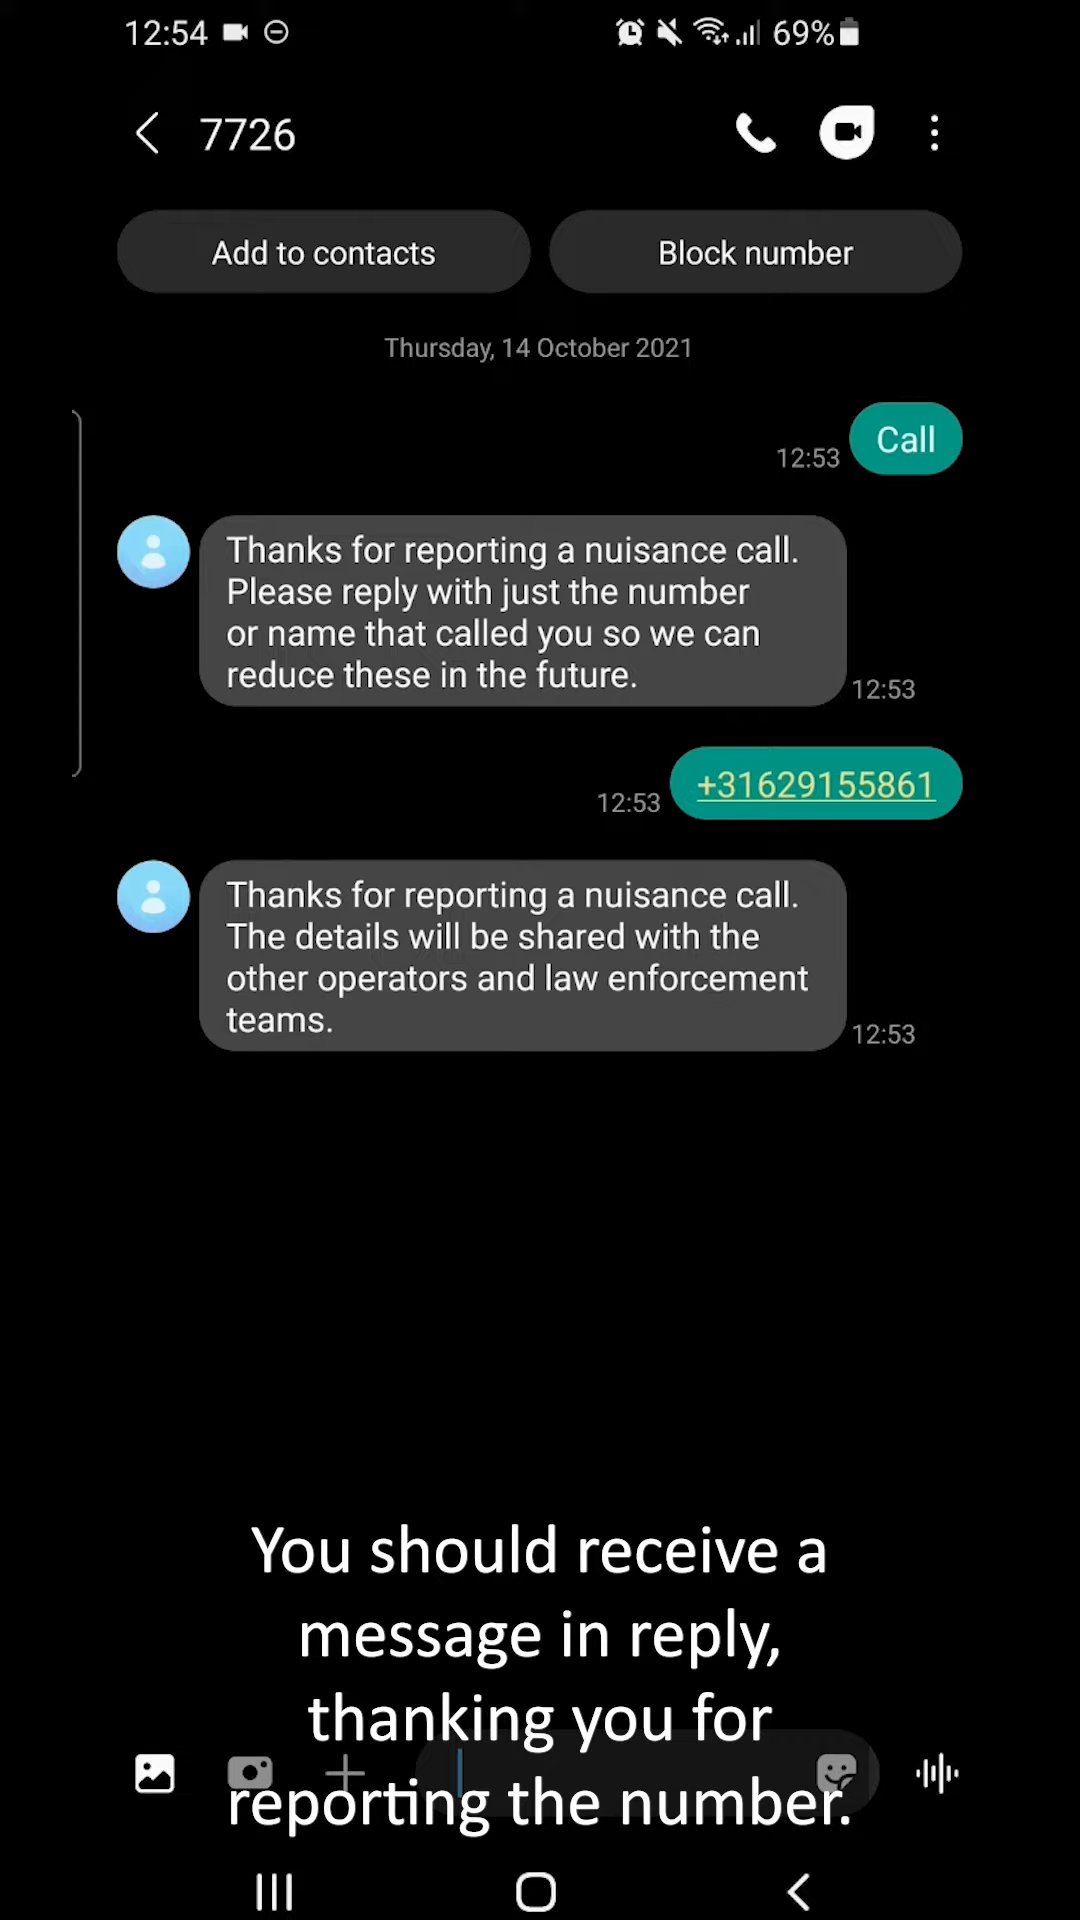 12:54
69%
7726
Add to contacts
Block number
Thursday, 14 October 2021
Call
12:53
Thanks for reporting a nuisance call.
Please reply with just the number
or name that called you so we can
reduce these in the future.
12:53
+31629155861
12:53
Thanks for reporting a nuisance call.
The details will be shared with the
other operators and law enforcement
teams.
12:53
You should receive a
message in reply,
thanking you for
reporting the number.